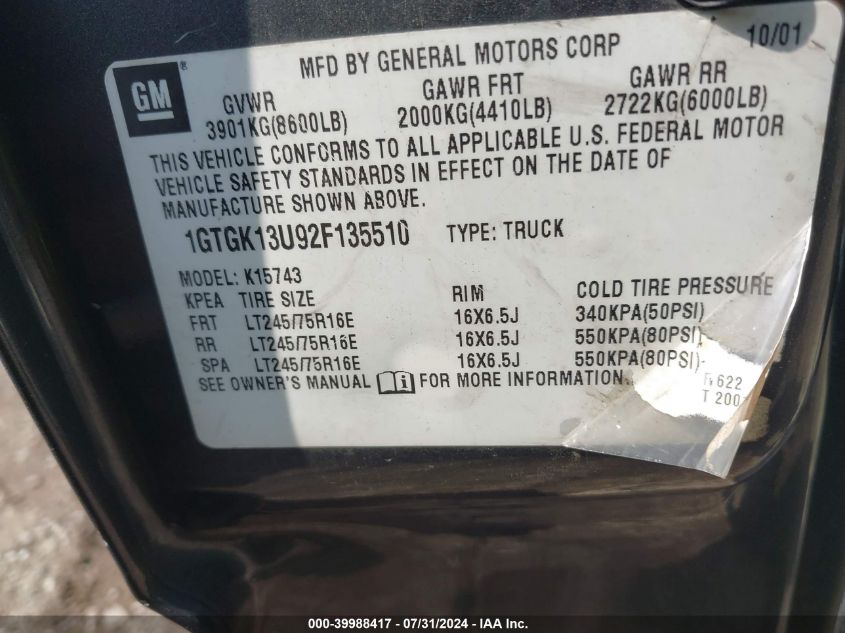 10/01
MFD BY GENERAL MOTORS CORP
GM ®
GVWR GAWR FRT GAWR RR
3901KG(8600LB) 2000KG(4410LB) 2722KG(6000LB)
THIS VEHICLE CONFORMS TO ALL APPLICABLE U.S. FEDERAL MOTOR
VEHICLE SAFETY STANDARDS IN EFFECT ON THE DATE OF
MANUFACTURE SHOWN ABOVE.
1GTGK13U92F135510 TYPE: TRUCK
MODEL: K15743
KPEA TIRE SIZE RIM COLD TIRE PRESSURE
FRT LT245/75R16E 16X6.5J 340KPA(50PSI)
RR LT245/75R16E 16X6.5J 550KPA(80PSI)
SPA LT245/75R16E 16X6.5J 550KPA(80PSI)
SEE OWNER'S MANUAL i FOR MORE INFORMATION.
622
T 200
000-39988417 - 07/31/2024 - IAA Inc.